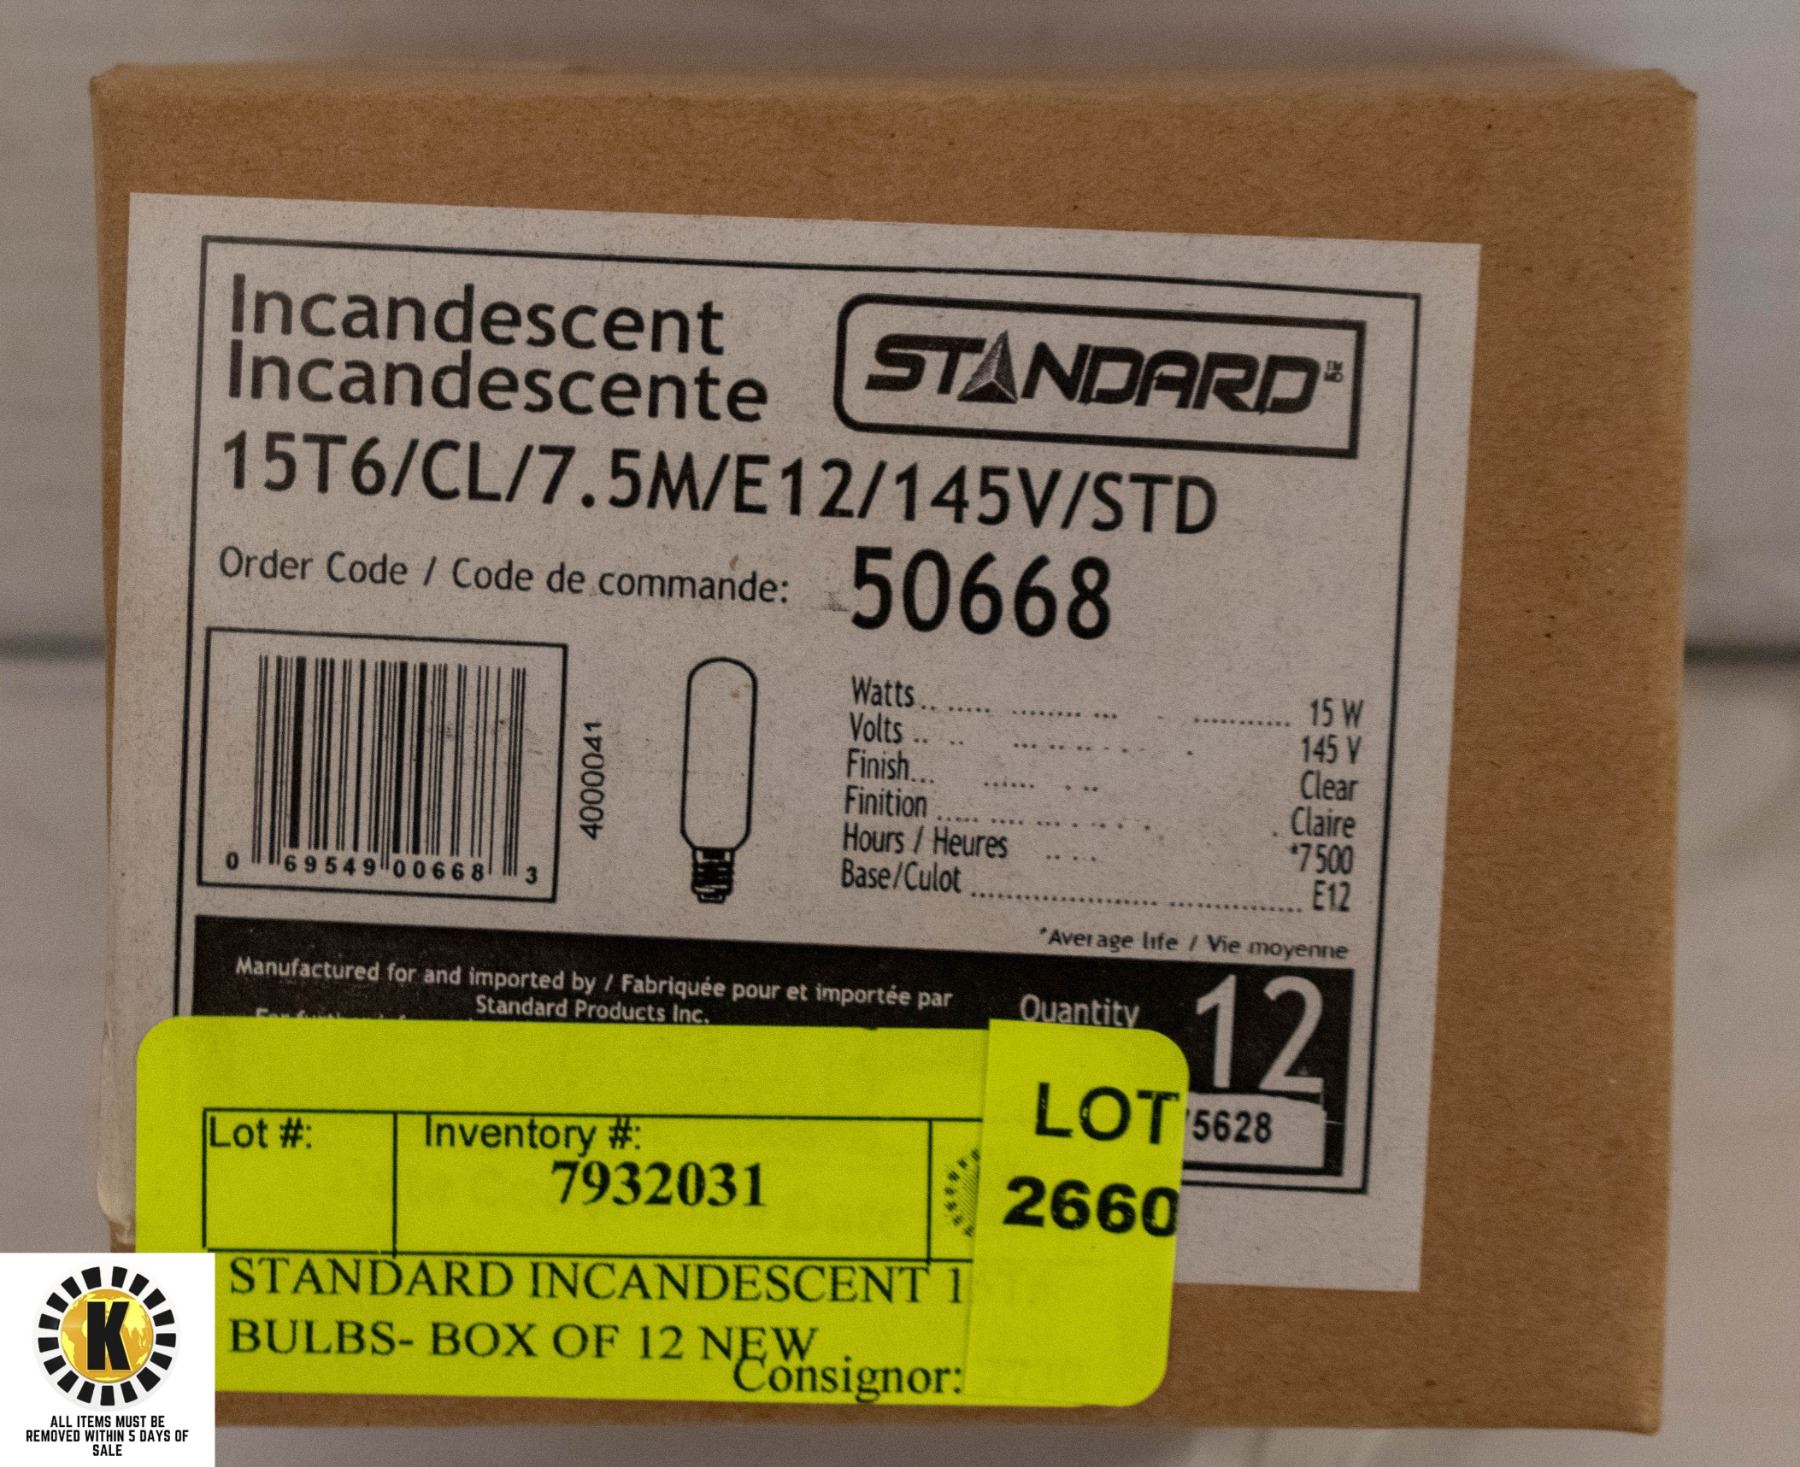 Incandescent
Incandescente
STANDARD
15T6/CL/7.5M/E12/145V/STD
Order Code / Code de commande: 50668
Watts 15 W
Volts 145 V
Finish Clear
Finition Claire
Hours / Heures *7500
Base/Culot E12
*Average life / Vie moyenne
4000041
0 69549 00668 3
Manufactured for and imported by / Fabriquée pour et importée par
Standard Products Inc.
Quantity 12
5628
Lot #:
Inventory #:
7932031
LOT
2660
STANDARD INCANDESCENT 1
BULBS- BOX OF 12 NEW
Consignor:
K
ALL ITEMS MUST BE
REMOVED WITHIN 5 DAYS OF
SALE